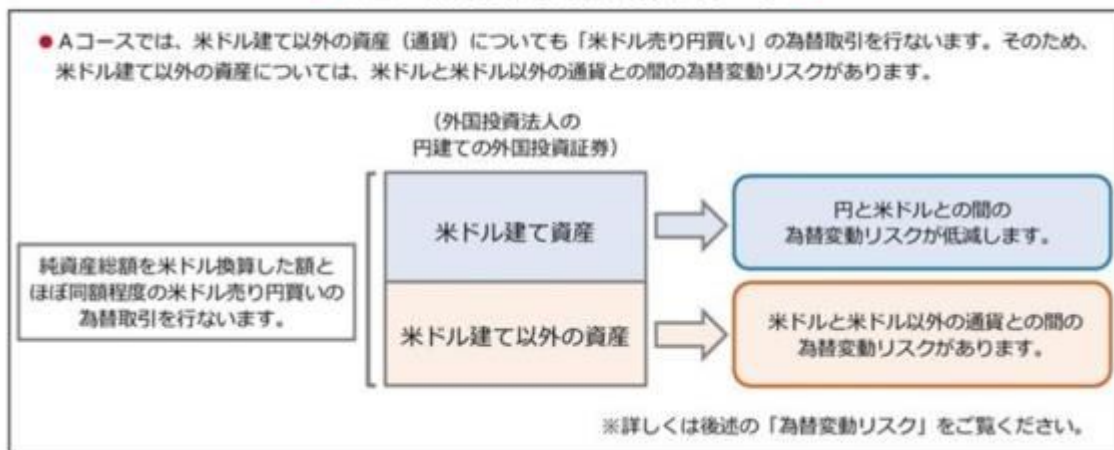 ●Aコースでは、米ドル建て以外の資産（通貨）についても「米ドル売り円買い」の為替取引を行ないます。そのため、
米ドル建て以外の資産については、米ドルと米ドル以外の通貨との間の為替変動リスクがあります。
（外国投資法人の
円建ての外国投資証券）
純資産総額を米ドル換算した額と
ほぼ同額程度の米ドル売り円買いの
為替取引を行ないます。
米ドル建て資産
円と米ドルとの間の
為替変動リスクが低減します。
米ドル建て以外の資産
米ドルと米ドル以外の通貨との間の
為替変動リスクがあります。
※詳しくは後述の「為替変動リスク」をご覧ください。